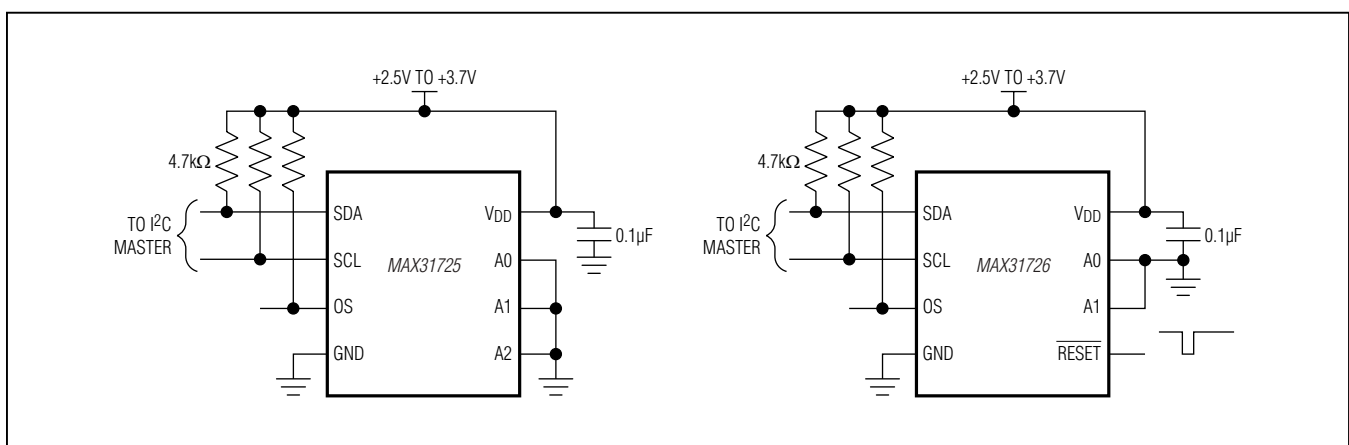 +2.5V TO +3.7V
4.7kΩ
TO I²C
MASTER
SDA
SCL
OS
GND
MAX31725
VDD
A0
A1
A2
0.1µF
+2.5V TO +3.7V
4.7kΩ
TO I²C
MASTER
SDA
SCL
OS
GND
MAX31726
VDD
A0
A1
RESET
0.1µF